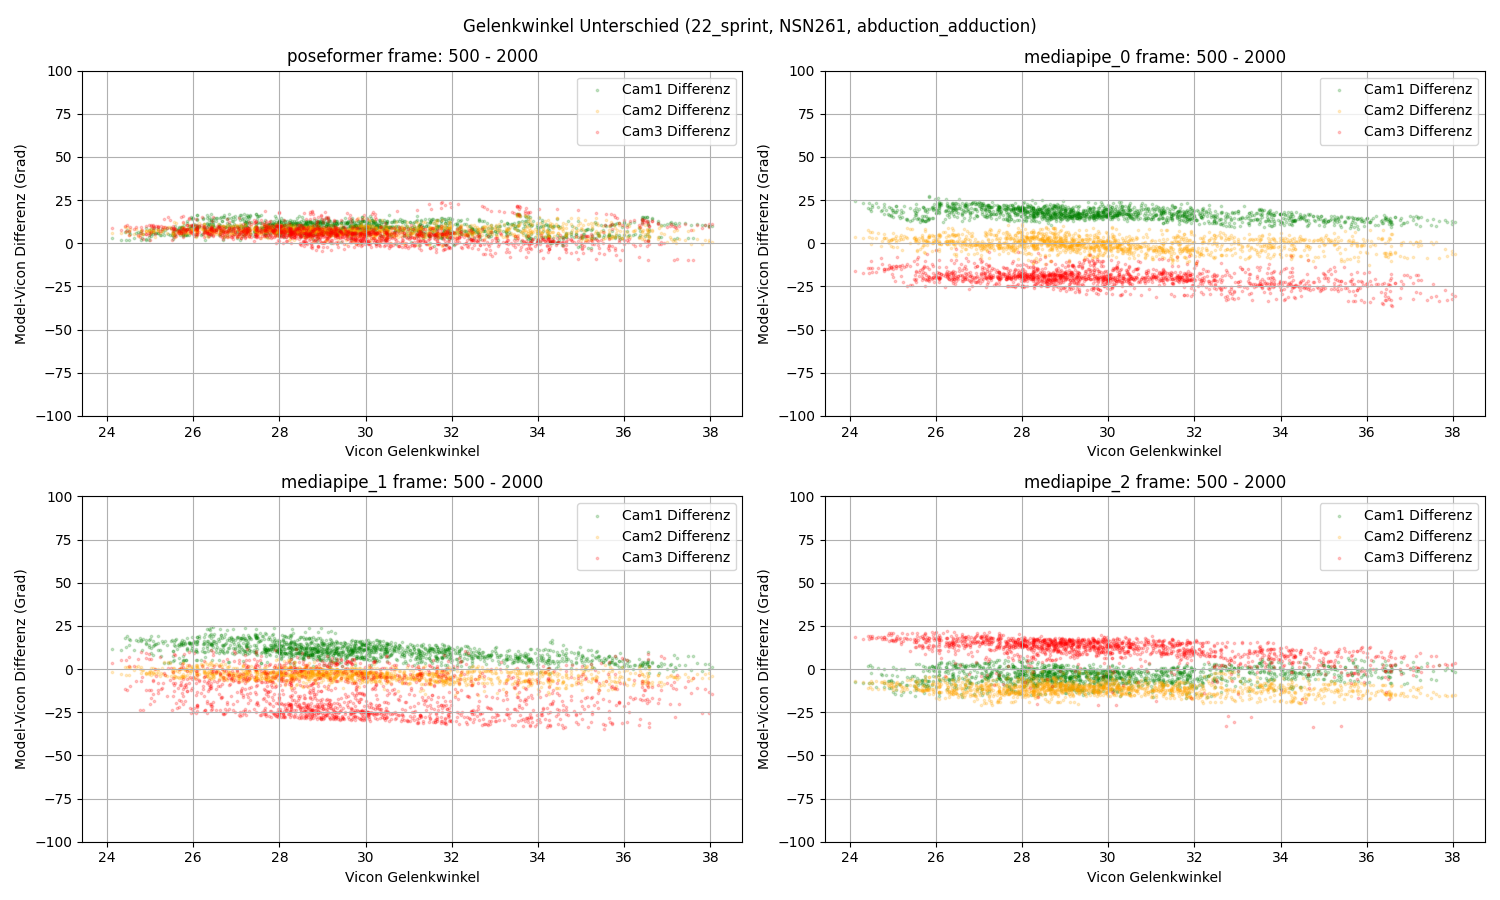 Gelenkwinkel Unterschied (22_sprint, NSN261, abduction_adduction)
poseformer frame: 500 - 2000
100
75
50
25
0
−25
−50
−75
−100
Model-Vicon Differenz (Grad)
Cam1 Differenz
Cam2 Differenz
Cam3 Differenz
24 26 28 30 32 34 36 38
Vicon Gelenkwinkel
mediapipe_0 frame: 500 - 2000
100
75
50
25
0
−25
−50
−75
−100
Model-Vicon Differenz (Grad)
Cam1 Differenz
Cam2 Differenz
Cam3 Differenz
24 26 28 30 32 34 36 38
Vicon Gelenkwinkel
mediapipe_1 frame: 500 - 2000
100
75
50
25
0
−25
−50
−75
−100
Model-Vicon Differenz (Grad)
Cam1 Differenz
Cam2 Differenz
Cam3 Differenz
24 26 28 30 32 34 36 38
Vicon Gelenkwinkel
mediapipe_2 frame: 500 - 2000
100
75
50
25
0
−25
−50
−75
−100
Model-Vicon Differenz (Grad)
Cam1 Differenz
Cam2 Differenz
Cam3 Differenz
24 26 28 30 32 34 36 38
Vicon Gelenkwinkel